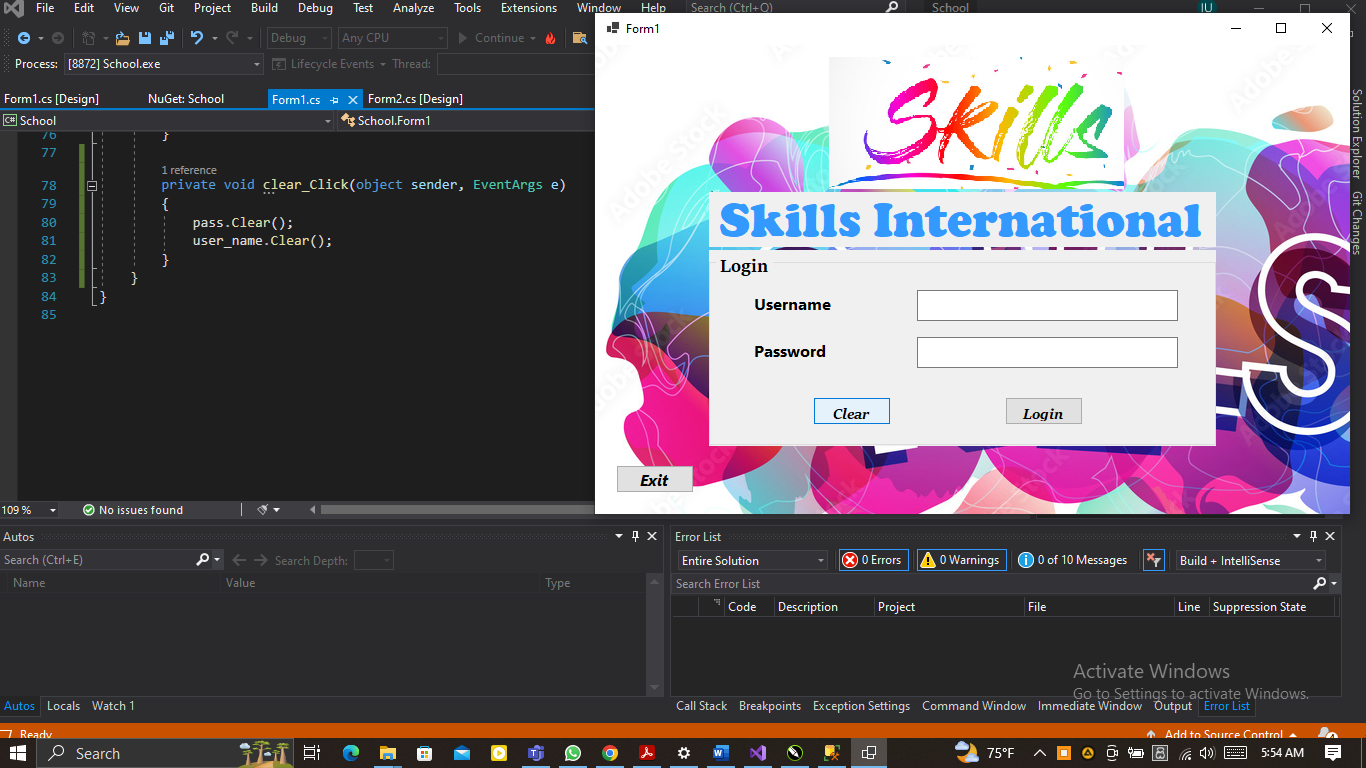 File Edit View Git Project Build Debug Test Analyze Tools Extensions Window Help Search (Ctrl+Q) School IU
Debug Any CPU Continue
Process: [8872] School.exe Lifecycle Events Thread:
Form1.cs [Design] NuGet: School Form1.cs Form2.cs [Design]
School School.Form1
76 }
77
1 reference
78 private void clear_Click(object sender, EventArgs e)
79 {
80 pass.Clear();
81 user_name.Clear();
82 }
83 }
84 }
85
109 % No issues found
Form1
Skills
Skills International
Login
Username
Password
Clear Login
Exit
S
Adobe Stock
Solution Explorer
Git Changes
Autos
Search (Ctrl+E) Search Depth:
Name Value Type
Autos Locals Watch 1
Error List
Entire Solution 0 Errors 0 Warnings 0 of 10 Messages Build + IntelliSense
Search Error List
Code Description Project File Line Suppression State
Activate Windows
Go to Settings to activate Windows.
Call Stack Breakpoints Exception Settings Command Window Immediate Window Output Error List
Ready Add to Source Control
Search 75°F 5:54 AM